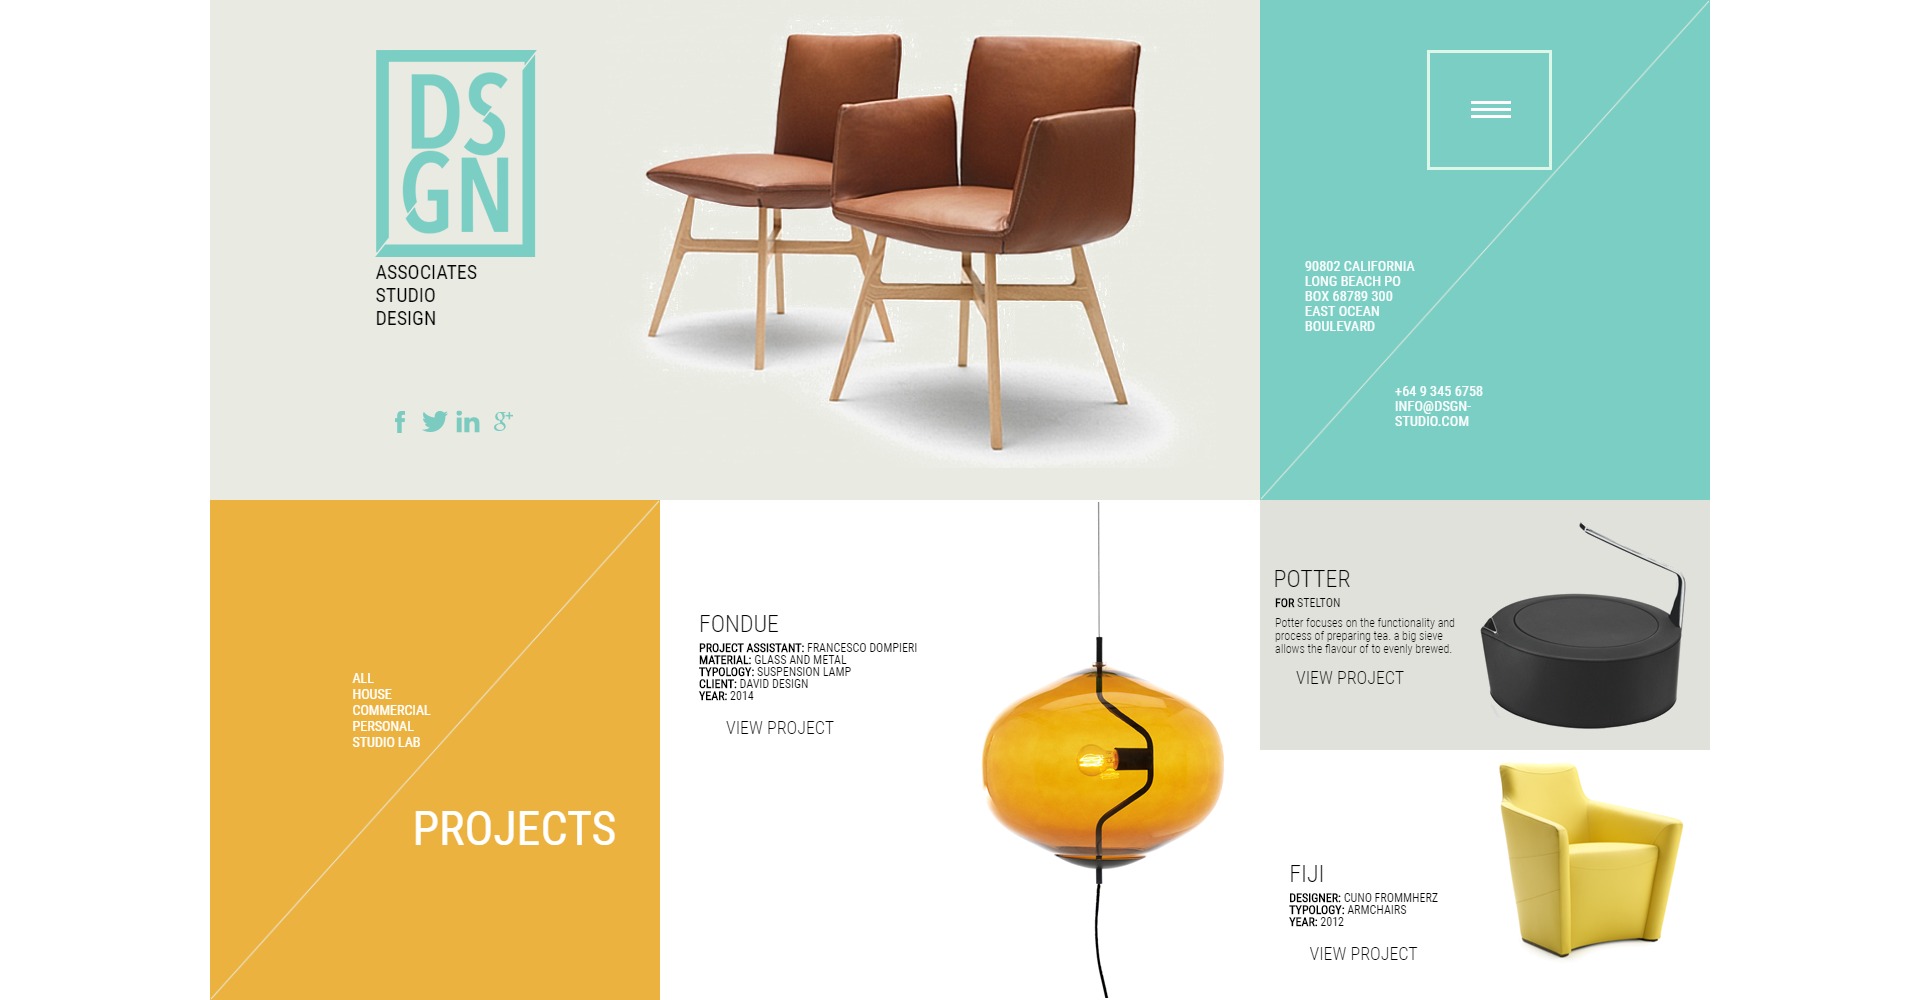 DS
GN
ASSOCIATES
STUDIO
DESIGN
f in g+
90802 CALIFORNIA
LONG BEACH PO
BOX 68789 300
EAST OCEAN
BOULEVARD
+64 9 345 6758
INFO@DSGN-
STUDIO.COM
ALL
HOUSE
COMMERCIAL
PERSONAL
STUDIO LAB
PROJECTS
FONDUE
PROJECT ASSISTANT: FRANCESCO DOMPIERI
MATERIAL: GLASS AND METAL
TYPOLOGY: SUSPENSION LAMP
CLIENT: DAVID DESIGN
YEAR: 2014
VIEW PROJECT
POTTER
FOR STELTON
Potter focuses on the functionality and
process of preparing tea. a big sieve
allows the flavour of to evenly brewed.
VIEW PROJECT
FIJI
DESIGNER: CUNO FROMMHERZ
TYPOLOGY: ARMCHAIRS
YEAR: 2012
VIEW PROJECT